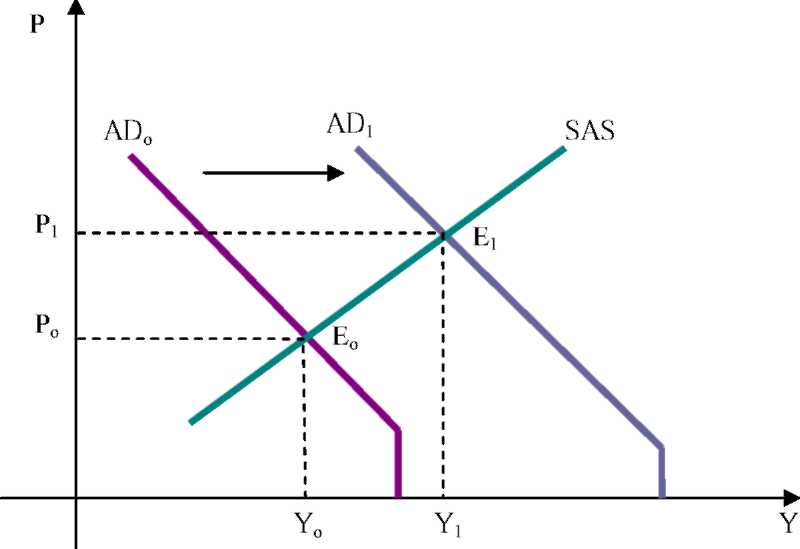 P
AD₀
AD₁
SAS
P₁
E₁
P₀
E₀
Y₀
Y₁
Y